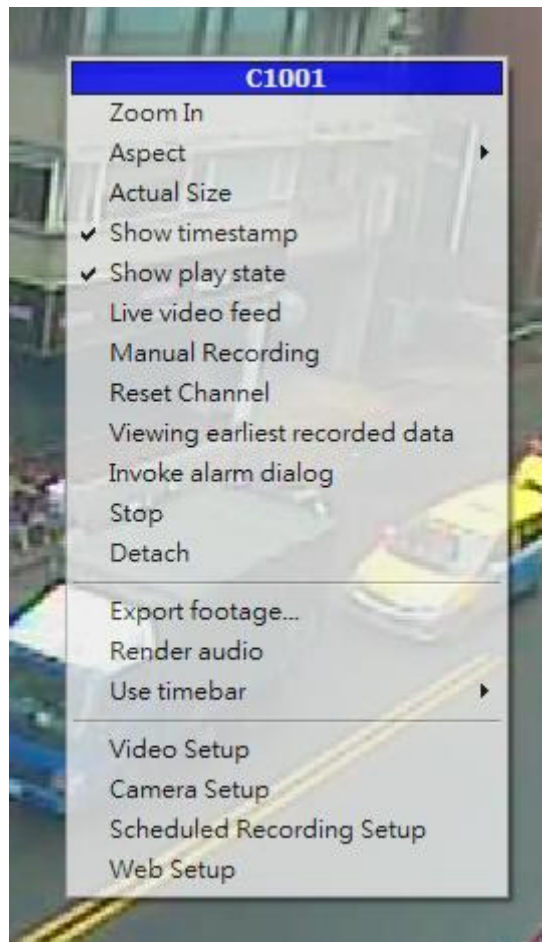 C1001
Zoom In
Aspect
Actual Size
Show timestamp
Show play state
Live video feed
Manual Recording
Reset Channel
Viewing earliest recorded data
Invoke alarm dialog
Stop
Detach
Export footage...
Render audio
Use timebar
Video Setup
Camera Setup
Scheduled Recording Setup
Web Setup